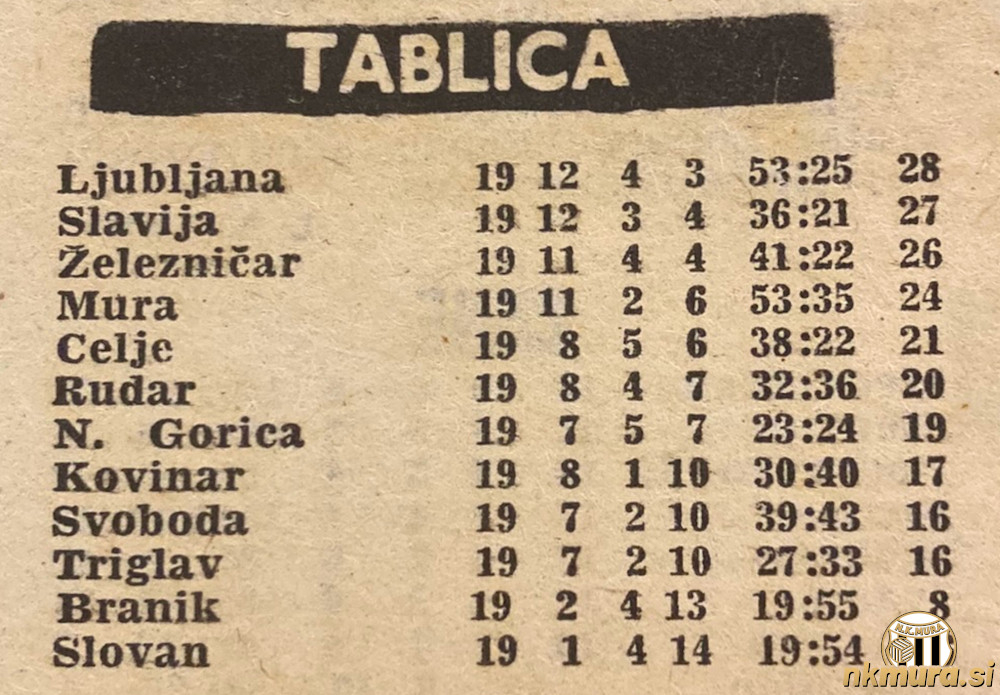 TABLICA
Ljubljana 19 12 4 3 53:25 28
Slavija 19 12 3 4 36:21 27
Železničar 19 11 4 4 41:22 26
Mura 19 11 2 6 53:35 24
Celje 19 8 5 6 38:22 21
Rudar 19 8 4 7 32:36 20
N. Gorica 19 7 5 7 23:24 19
Kovinar 19 8 1 10 30:40 17
Svoboda 19 7 2 10 39:43 16
Triglav 19 7 2 10 27:33 16
Branik 19 2 4 13 19:55 8
Slovan 19 1 4 14 19:54
N.K. MURA
nkmura.si